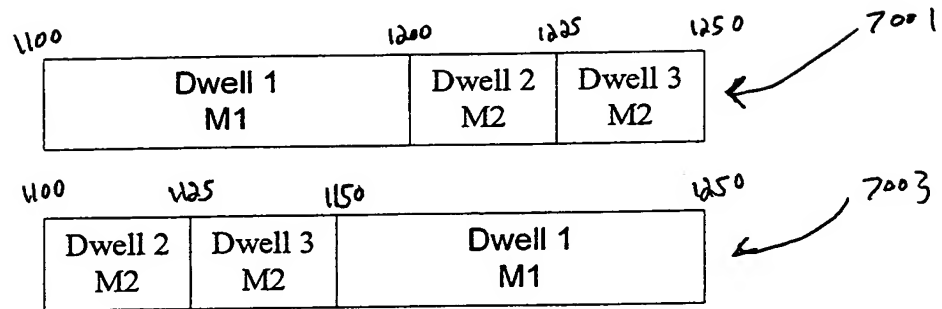 1100 1200 1225 1250 7001
Dwell 1 Dwell 2 Dwell 3
M1 M2 M2
1100 1125 1150 1250 7003
Dwell 2 Dwell 3 Dwell 1
M2 M2 M1